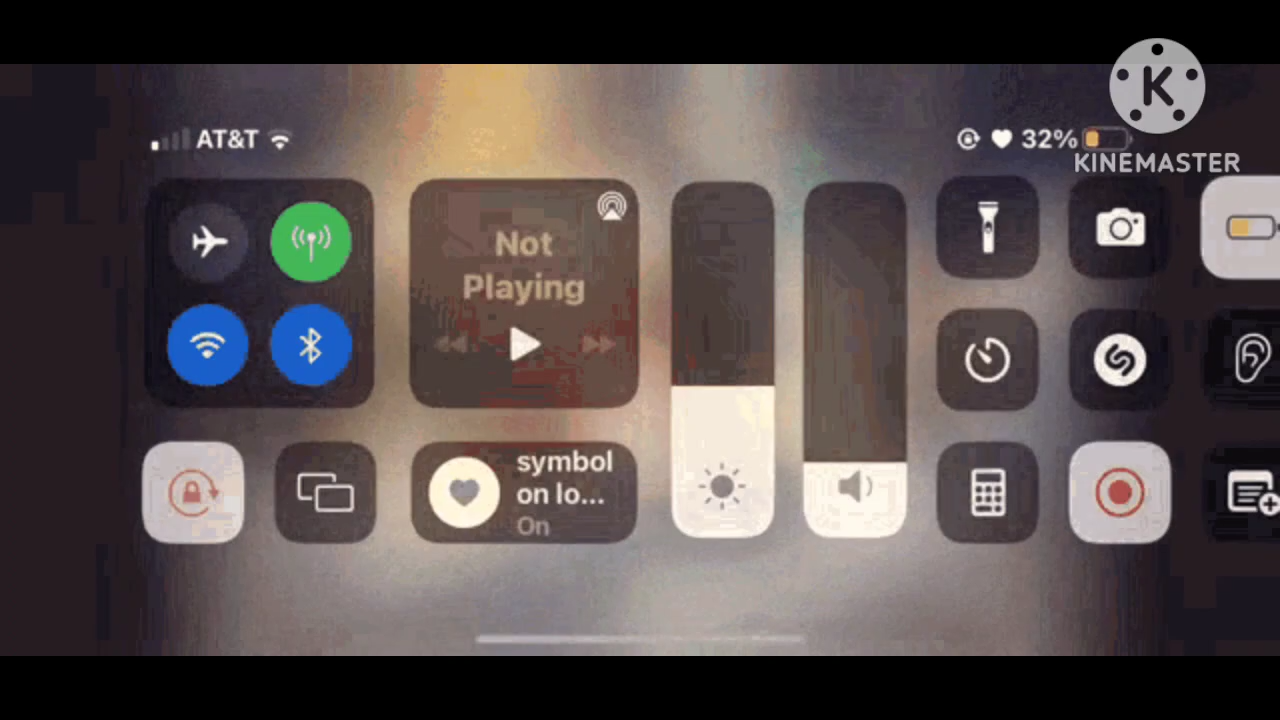 AT&T
32%
KINEMASTER
Not
Playing
symbol
on lo...
On